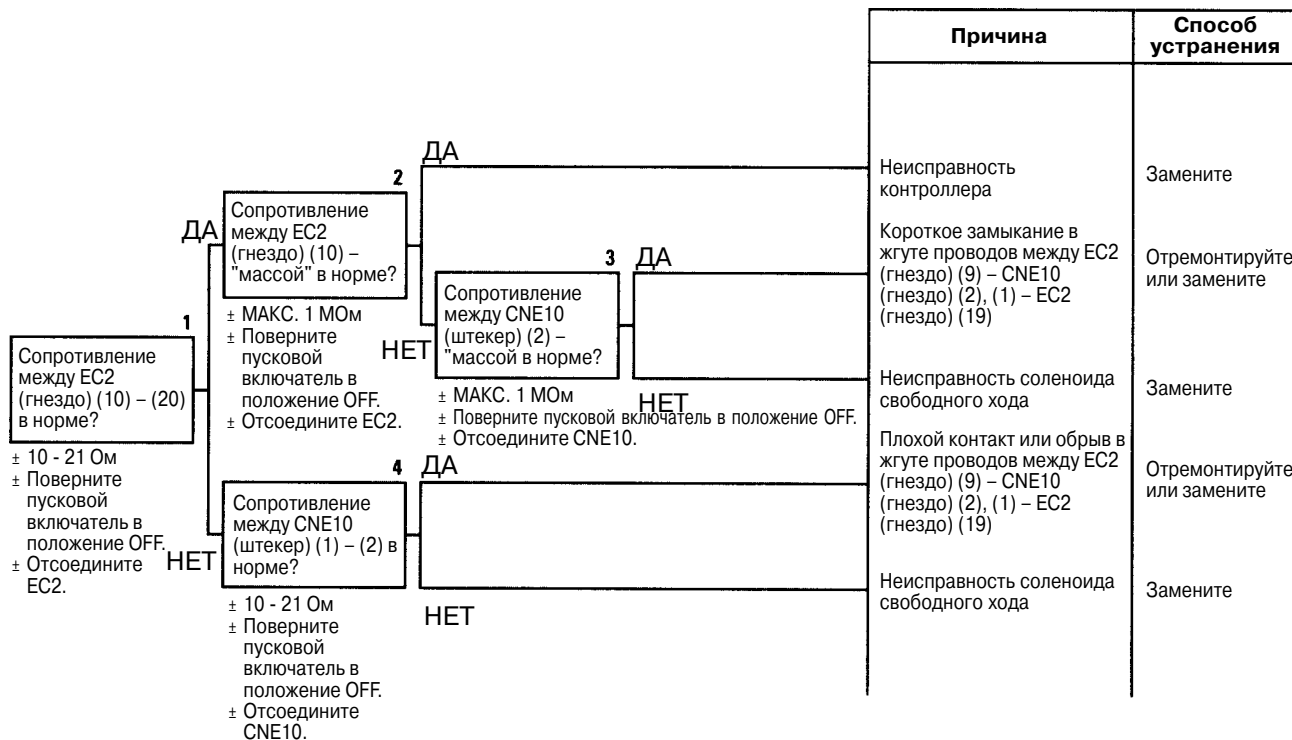 Причина
Способ
устранения
1
Сопротивление
между EC2
(гнездо) (10) – (20)
в норме?
± 10 - 21 Ом
± Поверните
пусковой
включатель в
положение OFF.
± Отсоедините
EC2.
ДА
2
Сопротивление
между EC2
(гнездо) (10) –
"массой" в норме?
± МАКС. 1 МОм
± Поверните
пусковой
включатель в
положение OFF.
± Отсоедините EC2.
ДА
Неисправность
контроллера
Замените
НЕТ
3
Сопротивление
между CNE10
(штекер) (2) –
"массой в норме?
± МАКС. 1 МОм
± Поверните пусковой включатель в положение OFF.
± Отсоедините CNE10.
ДА
Короткое замыкание в
жгуте проводов между EC2
(гнездо) (9) – CNE10
(гнездо) (2), (1) – EC2
(гнездо) (19)
Отремонтируйте
или замените
НЕТ
Неисправность соленоида
свободного хода
Замените
НЕТ
4
Сопротивление
между CNE10
(штекер) (1) – (2) в
норме?
± 10 - 21 Ом
± Поверните
пусковой
включатель в
положение OFF.
± Отсоедините
CNE10.
ДА
Плохой контакт или обрыв в
жгуте проводов между EC2
(гнездо) (9) – CNE10
(гнездо) (2), (1) – EC2
(гнездо) (19)
Отремонтируйте
или замените
НЕТ
Неисправность соленоида
свободного хода
Замените